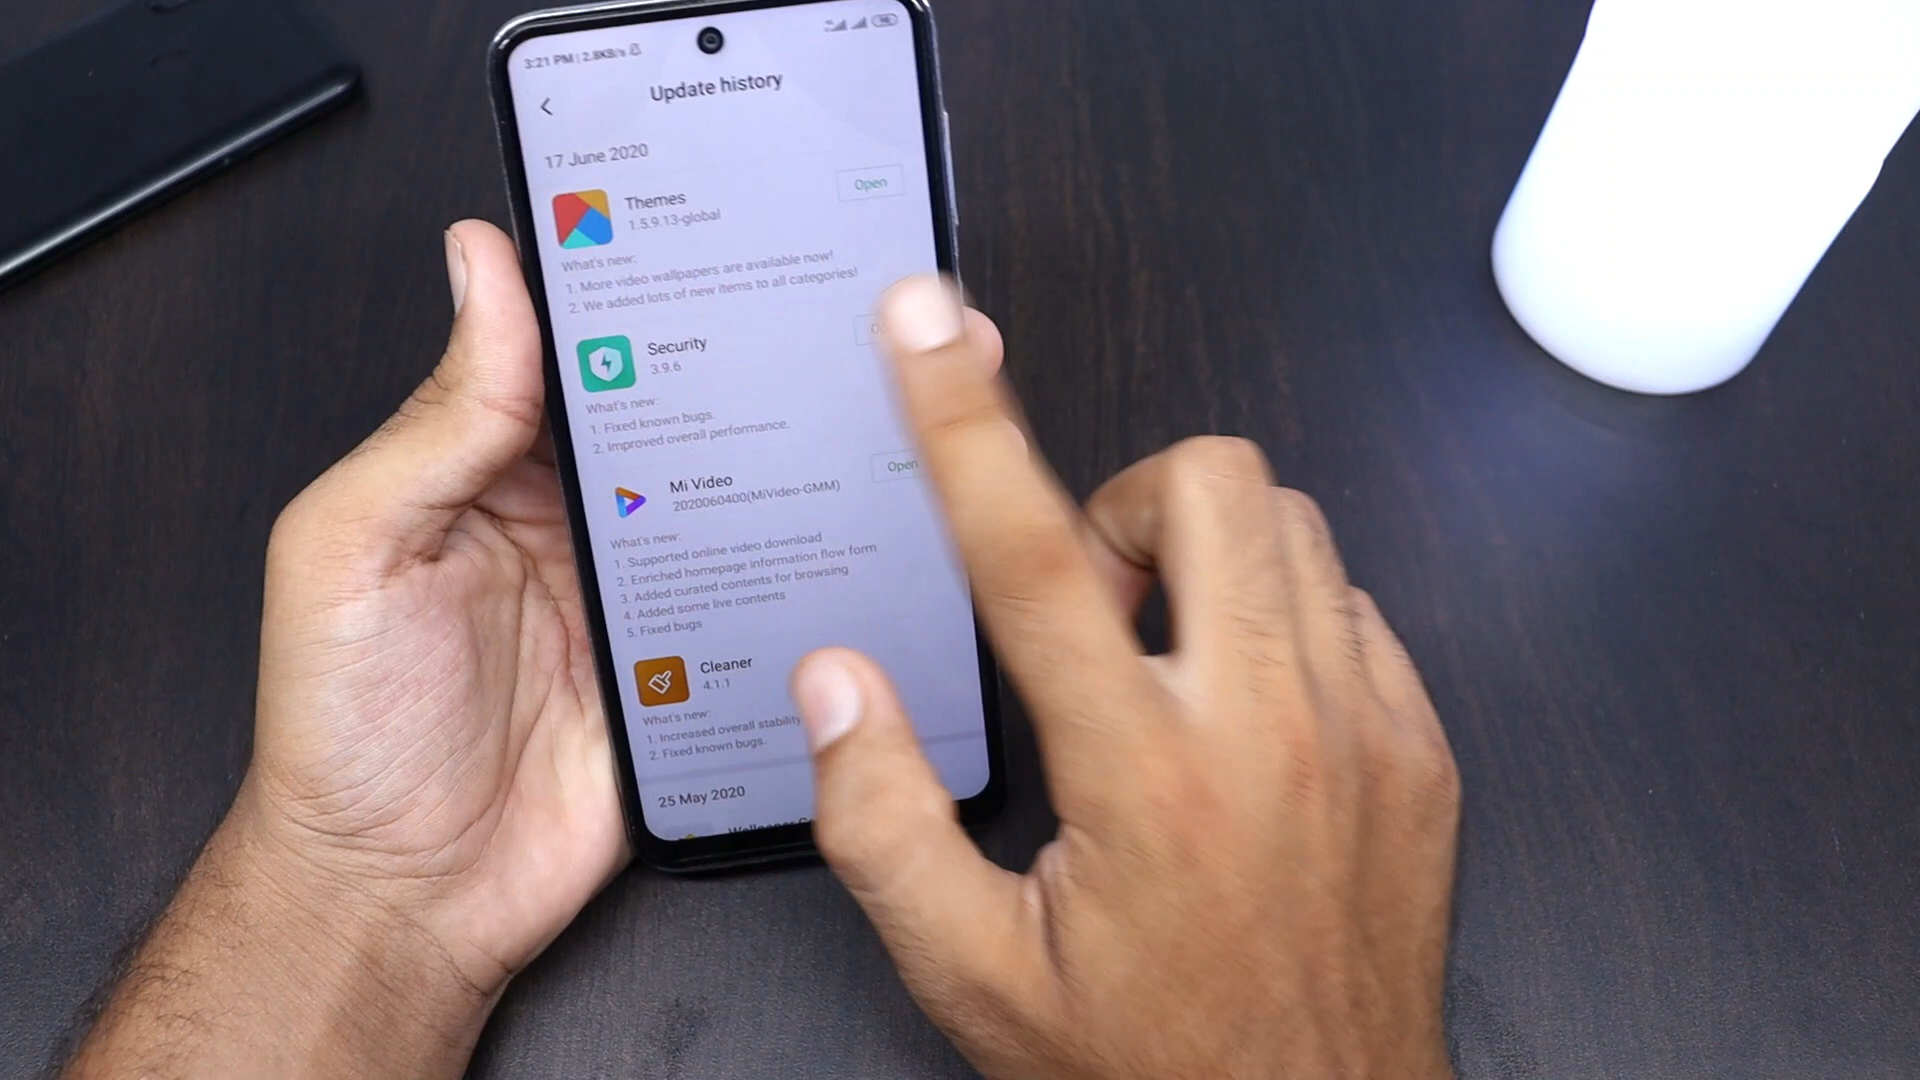 3:21 PM | 2.8KB/s
Update history
17 June 2020
Themes
1.5.9.13-global
Open
What's new:
1. More video wallpapers are available now!
2. We added lots of new items to all categories!
Security
3.9.6
What's new:
1. Fixed known bugs.
2. Improved overall performance.
Mi Video
2020060400(MiVideo-GMM)
Open
What's new:
1. Supported online video download
2. Enriched homepage information flow form
3. Added curated contents for browsing
4. Added some live contents
5. Fixed bugs
Cleaner
4.1.1
What's new:
1. Increased overall stability
2. Fixed known bugs.
25 May 2020